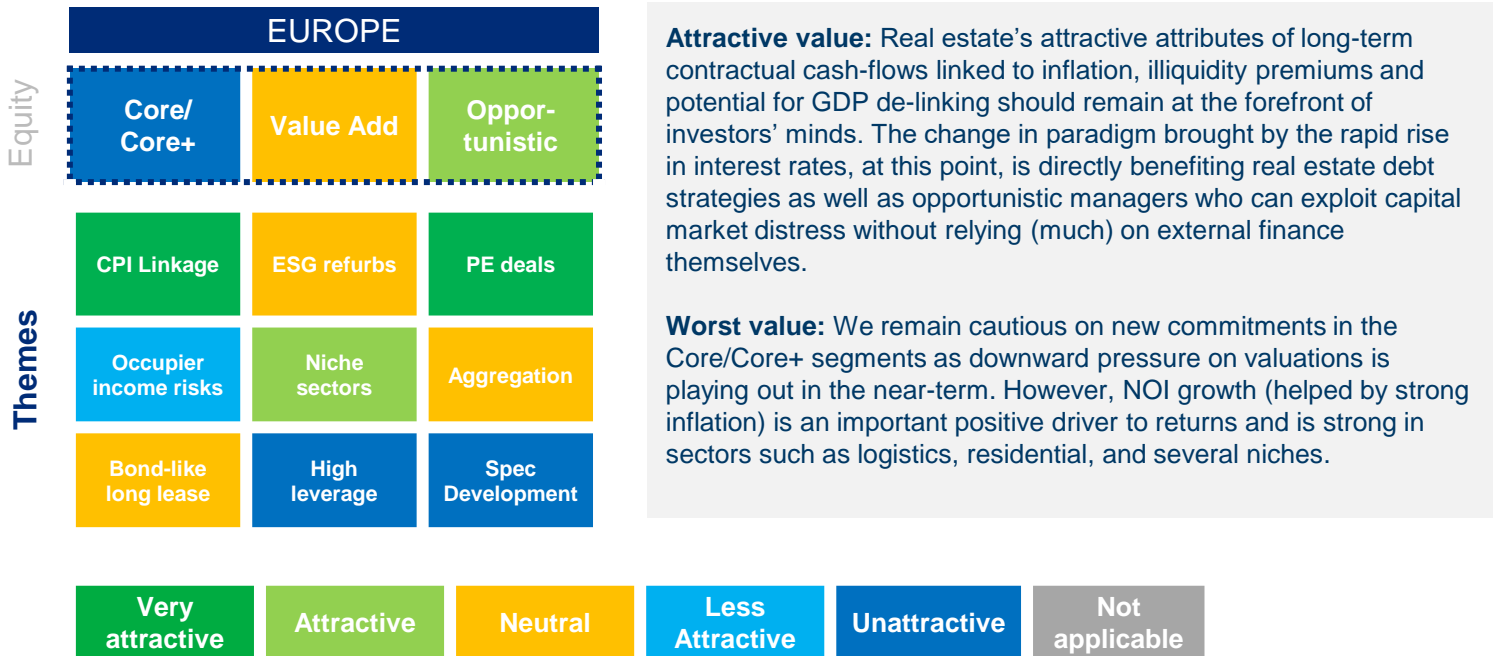 EUROPE
Equity
Core/
Core+
Value Add
Oppor-
tunistic
Themes
CPI Linkage
ESG refurbs
PE deals
Occupier
income risks
Niche
sectors
Aggregation
Bond-like
long lease
High
leverage
Spec
Development
Attractive value: Real estate's attractive attributes of long-term
contractual cash-flows linked to inflation, illiquidity premiums and
potential for GDP de-linking should remain at the forefront of
investors' minds. The change in paradigm brought by the rapid rise
in interest rates, at this point, is directly benefiting real estate debt
strategies as well as opportunistic managers who can exploit capital
market distress without relying (much) on external finance
themselves.
Worst value: We remain cautious on new commitments in the
Core/Core+ segments as downward pressure on valuations is
playing out in the near-term. However, NOI growth (helped by strong
inflation) is an important positive driver to returns and is strong in
sectors such as logistics, residential, and several niches.
Very
attractive
Attractive
Neutral
Less
Attractive
Unattractive
Not
applicable